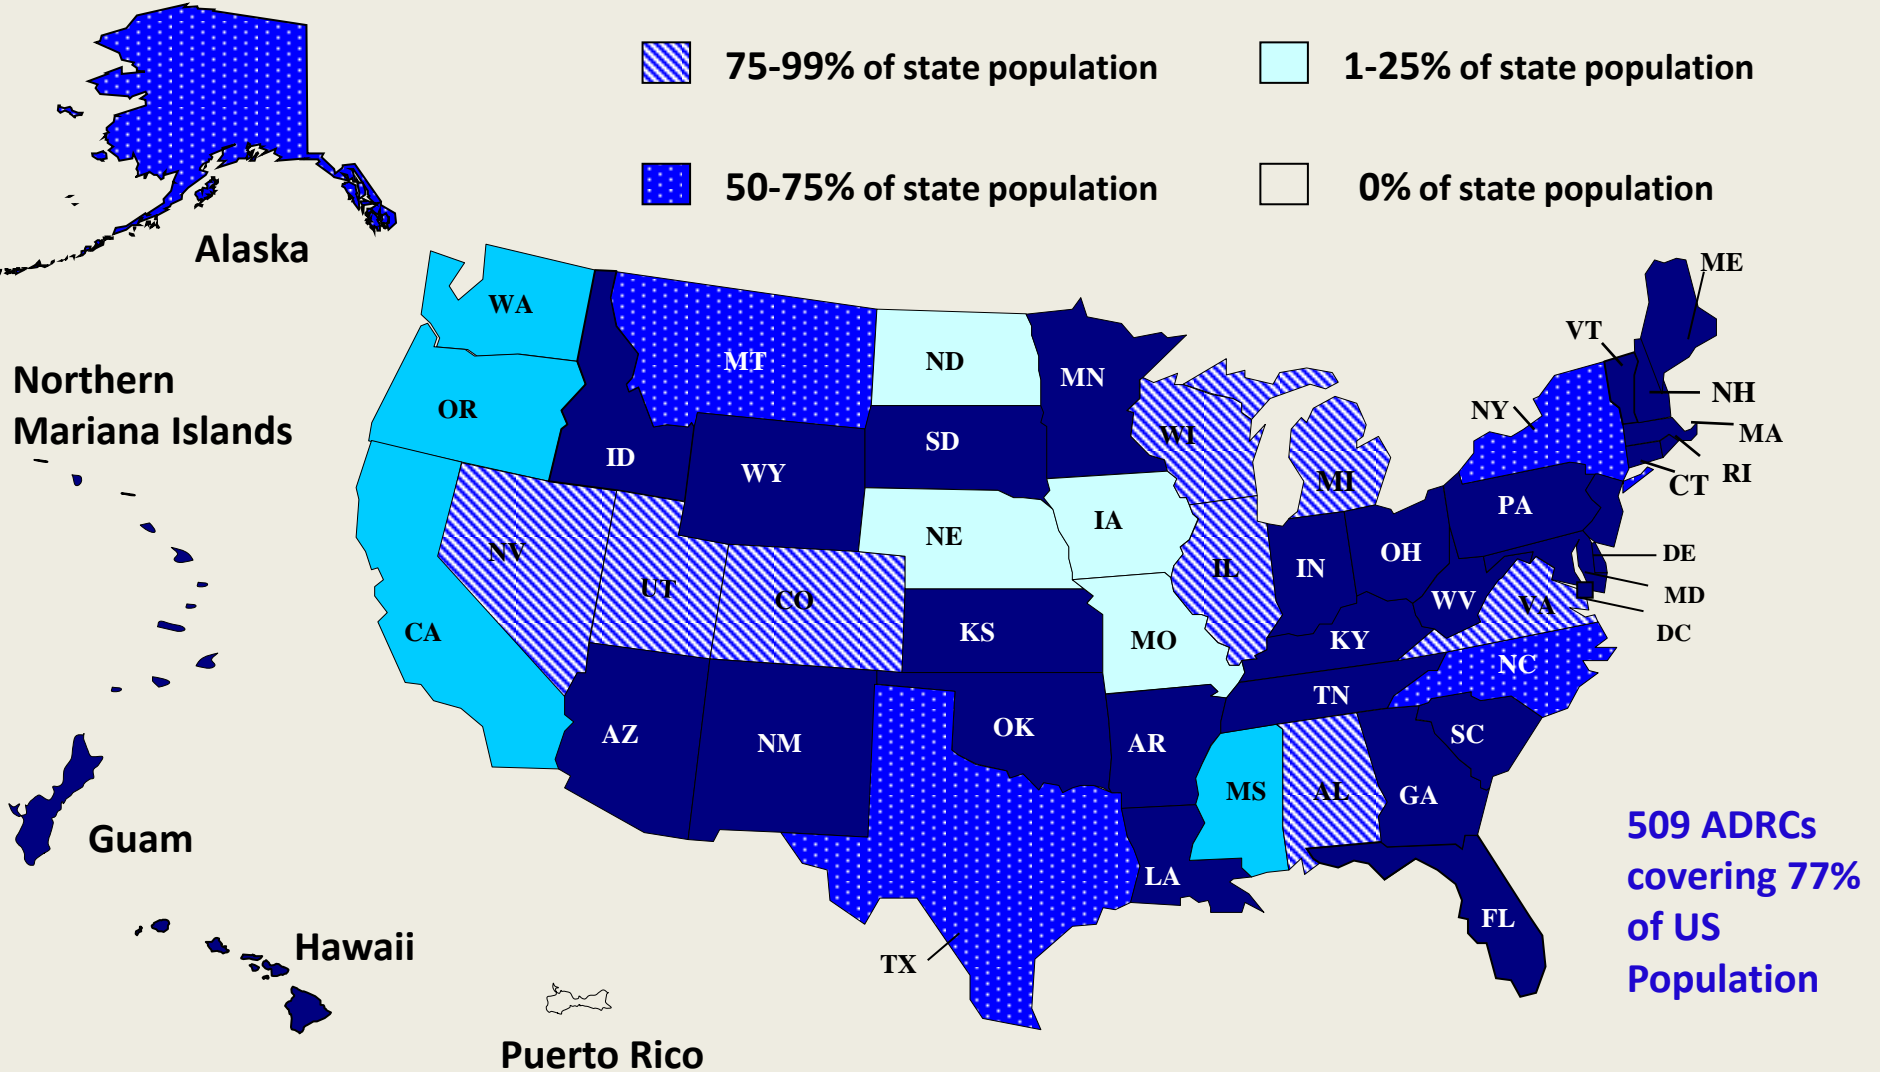 75-99% of state population
1-25% of state population
50-75% of state population
0% of state population
Alaska
Northern
Mariana Islands
Guam
Hawaii
Puerto Rico
WA
OR
CA
NV
ID
MT
WY
UT
CO
AZ
NM
ND
SD
NE
KS
OK
TX
MN
IA
MO
AR
LA
WI
IL
MI
IN
OH
KY
TN
MS
AL
GA
FL
SC
NC
VA
WV
PA
NY
VT
ME
NH
MA
RI
CT
DE
MD
DC
509 ADRCs
covering 77%
of US
Population